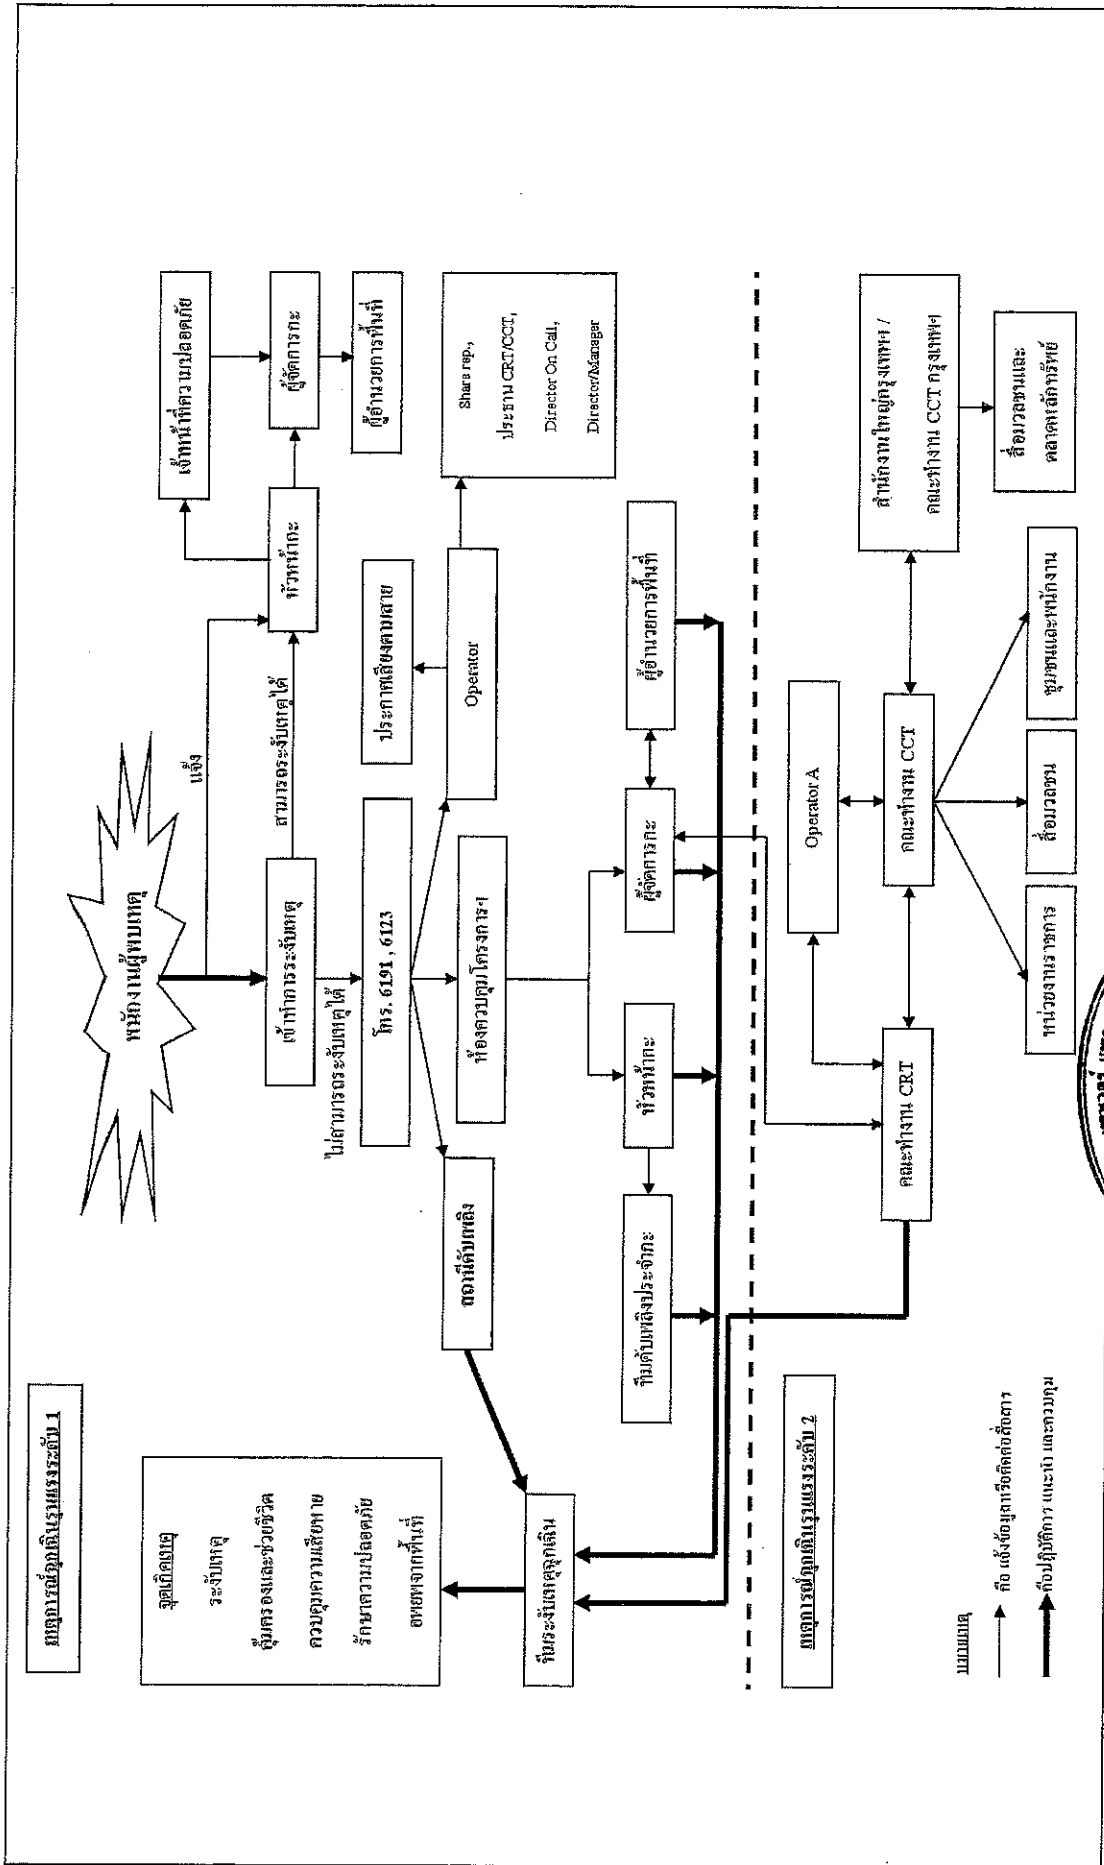 เหตุการณ์ฉุกเฉินรุนแรงระดับ 1
พนักงานผู้พบเหตุ
แจ้ง
เข้าทำการระงับเหตุ
สามารถระงับเหตุได้
ไม่สามารถระงับเหตุได้
หัวหน้ากะ
เจ้าหน้าที่ความปลอดภัย
ผู้จัดการกะ
ผู้อำนวยการพื้นที่
โทร. 6191 , 6123
ประกาศเสียงตามสาย
สถานีดับเพลิง
ห้องควบคุมโครงการฯ
Operator
Share rep.,
ประธาน CRT/CCT,
Director On Call,
Director/Manager
จุดเกิดเหตุ
ระงับเหตุ
คุ้มครองและช่วยชีวิต
ควบคุมความเสียหาย
รักษาความปลอดภัย
อพยพจากพื้นที่
ทีมระงับเหตุฉุกเฉิน
ทีมดับเพลิงประจำกะ
หัวหน้ากะ
ผู้จัดการกะ
ผู้อำนวยการพื้นที่
เหตุการณ์ฉุกเฉินรุนแรงระดับ 2
Operator A
คณะทำงาน CRT
คณะทำงาน CCT
สำนักงานใหญ่กรุงเทพฯ /
คณะทำงาน CCT กรุงเทพฯ
หน่วยงานราชการ
สื่อมวลชน
ชุมชนและพนักงาน
สื่อมวลชนและ
ตลาดหลักทรัพย์
หมายเหตุ
คือ แจ้งข้อมูลหรือติดต่อสื่อสาร
คือปฏิบัติการ แนะนำ และควบคุม